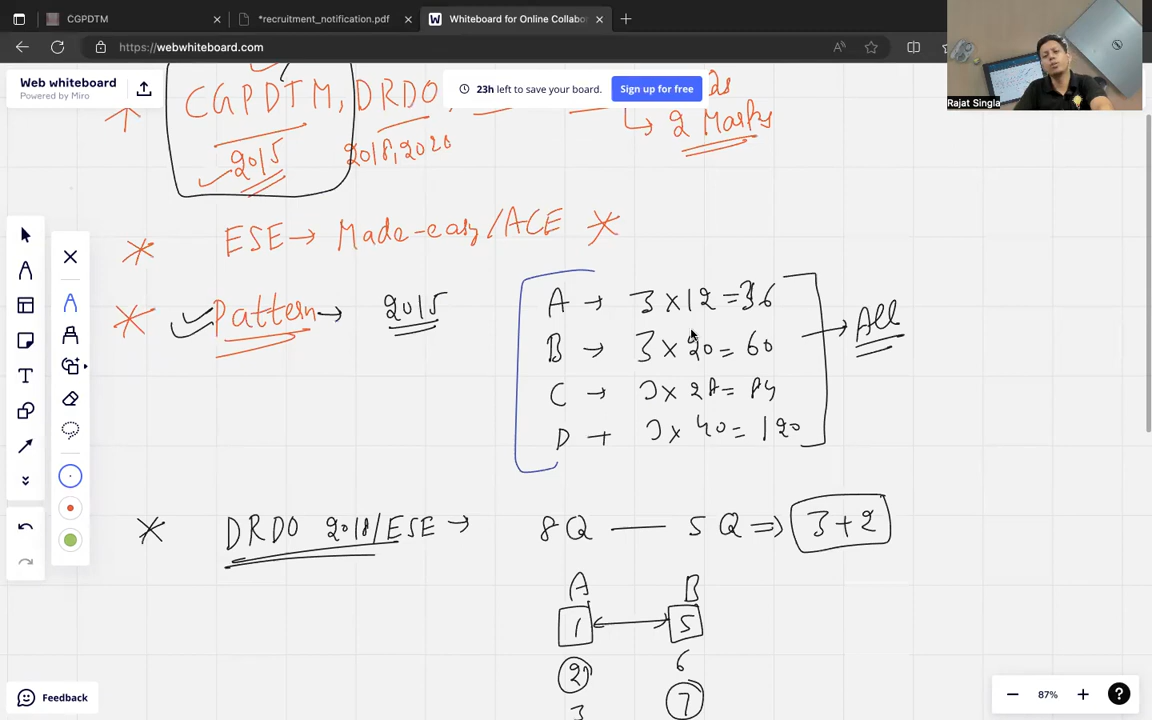 CGPDTM
*recruitment_notification.pdf
Whiteboard for Online Collabo
https://webwhiteboard.com
Rajat Singla
Web whiteboard
Powered by Miro
23h left to save your board.
Sign up for free
CGPDTM, DRDO,
2 Marks
2015 2018, 2020
ESE → Made-easy/ACE
Pattern → 2015
A → 3 × 12 = 36
B → 3 × 20 = 60
C → 3 × 28 = 84
D → 3 × 40 = 120
→ All
DRDO 2018/ESE → 8Q — 5Q ⇒ 3+2
A B
1 5
2 6
3 7
Feedback
87%